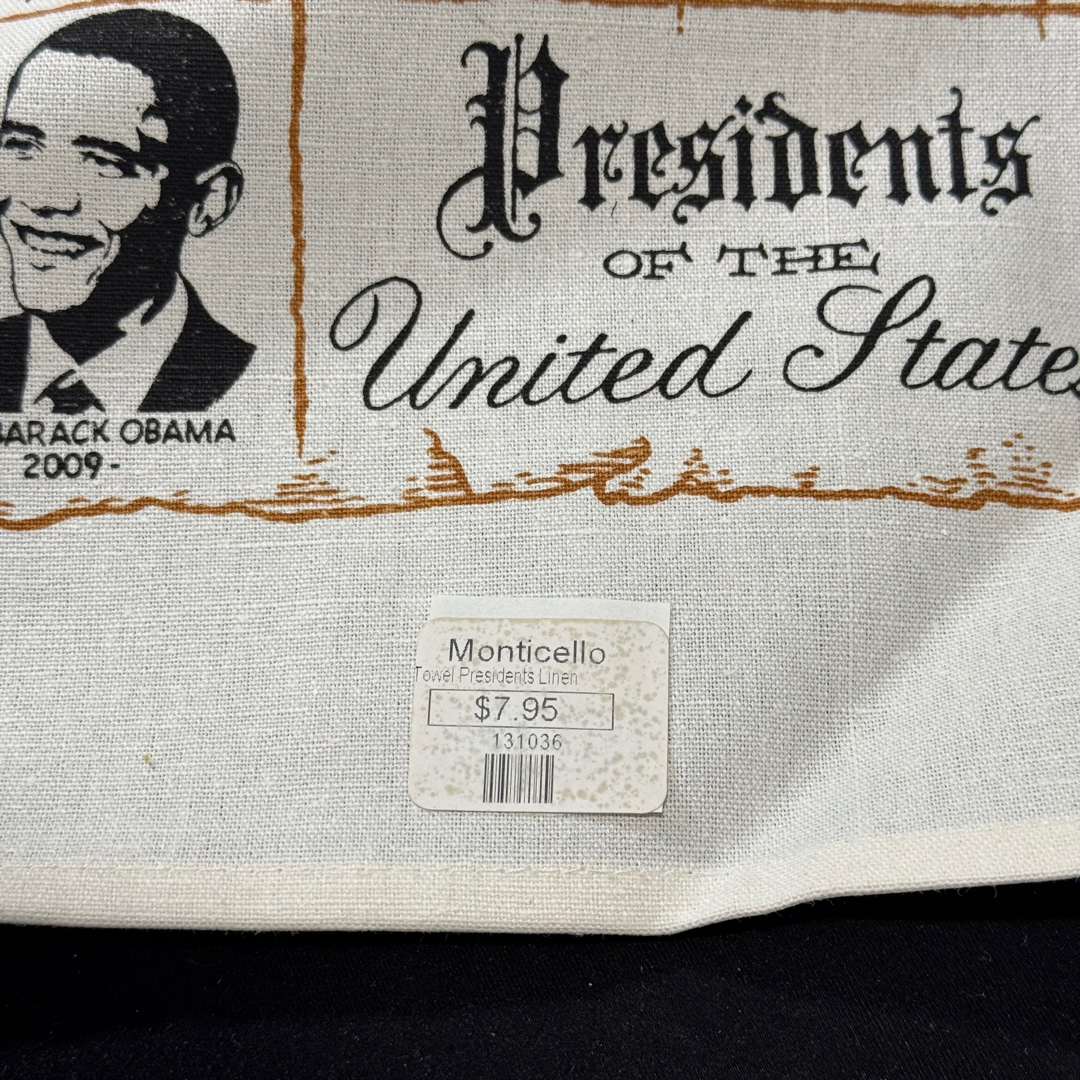 BARACK OBAMA
2009-
Presidents
OF THE
United States
Monticello
Towel Presidents Linen
$7.95
131036